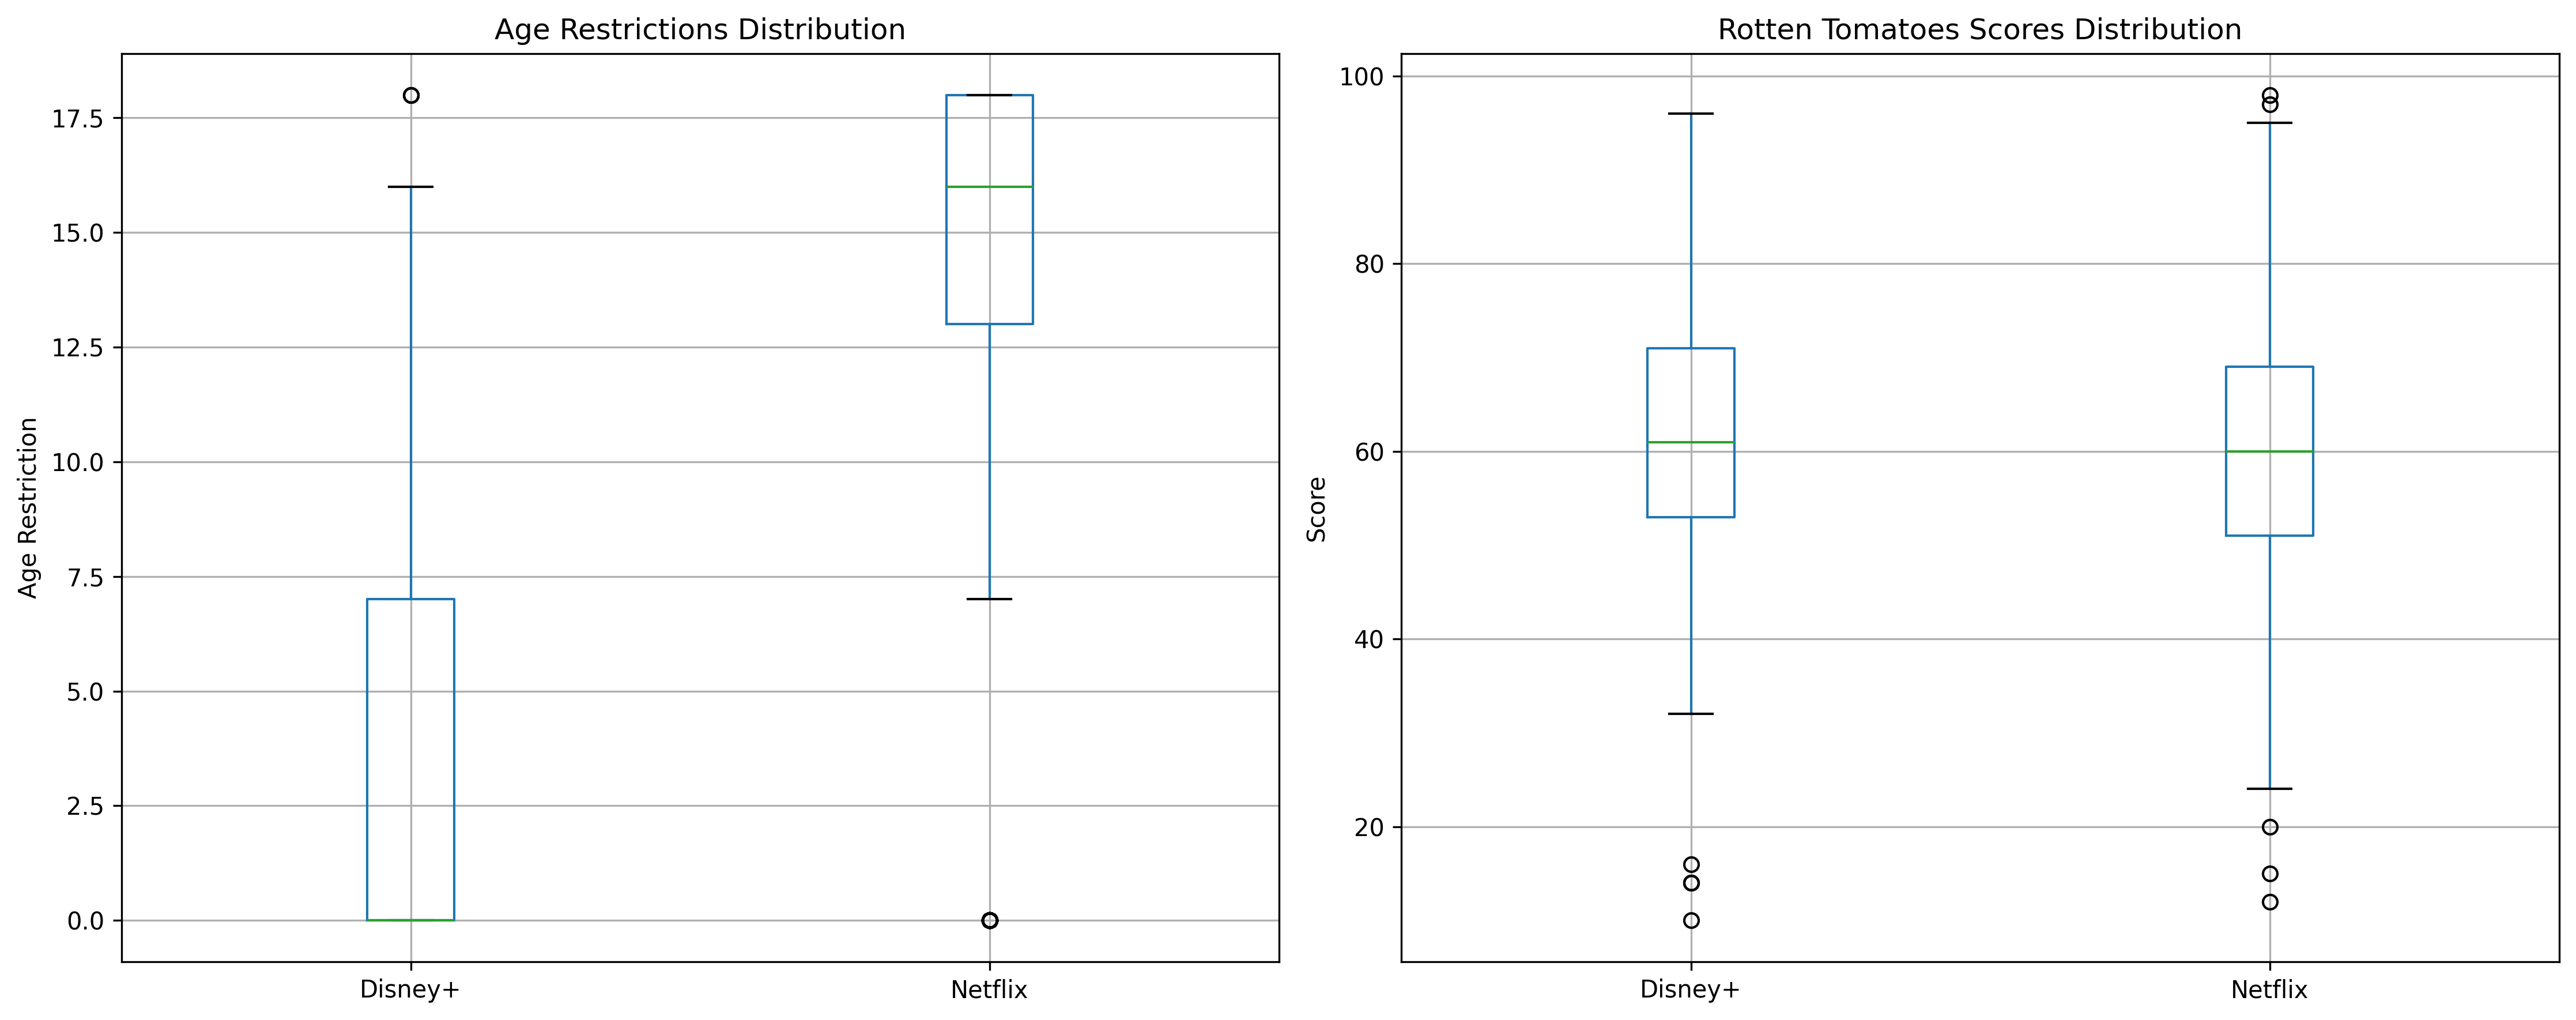 Age Restrictions Distribution
Age Restriction
17.5
15.0
12.5
10.0
7.5
5.0
2.5
0.0
Disney+ Netflix
Rotten Tomatoes Scores Distribution
Score
100
80
60
40
20
Disney+ Netflix